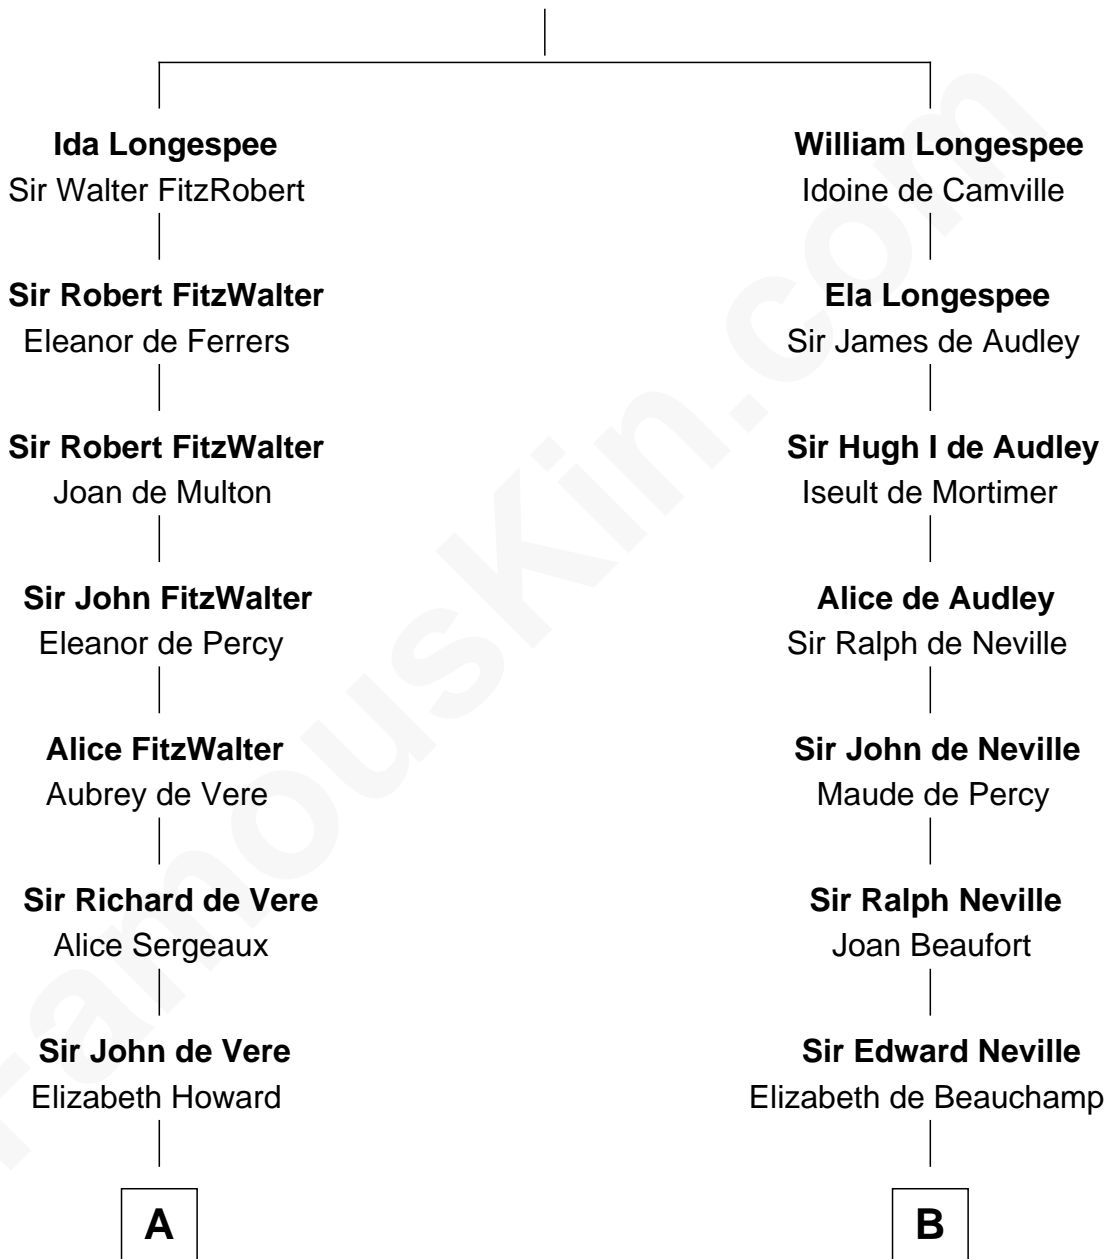 Ida Longespee
Sir Walter FitzRobert
Sir Robert FitzWalter
Eleanor de Ferrers
Sir Robert FitzWalter
Joan de Multon
Sir John FitzWalter
Eleanor de Percy
Alice FitzWalter
Aubrey de Vere
Sir Richard de Vere
Alice Sergeaux
Sir John de Vere
Elizabeth Howard
A
William Longespee
Idoine de Camville
Ela Longespee
Sir James de Audley
Sir Hugh I de Audley
Iseult de Mortimer
Alice de Audley
Sir Ralph de Neville
Sir John de Neville
Maude de Percy
Sir Ralph Neville
Joan Beaufort
Sir Edward Neville
Elizabeth de Beauchamp
B
FamousKin.com